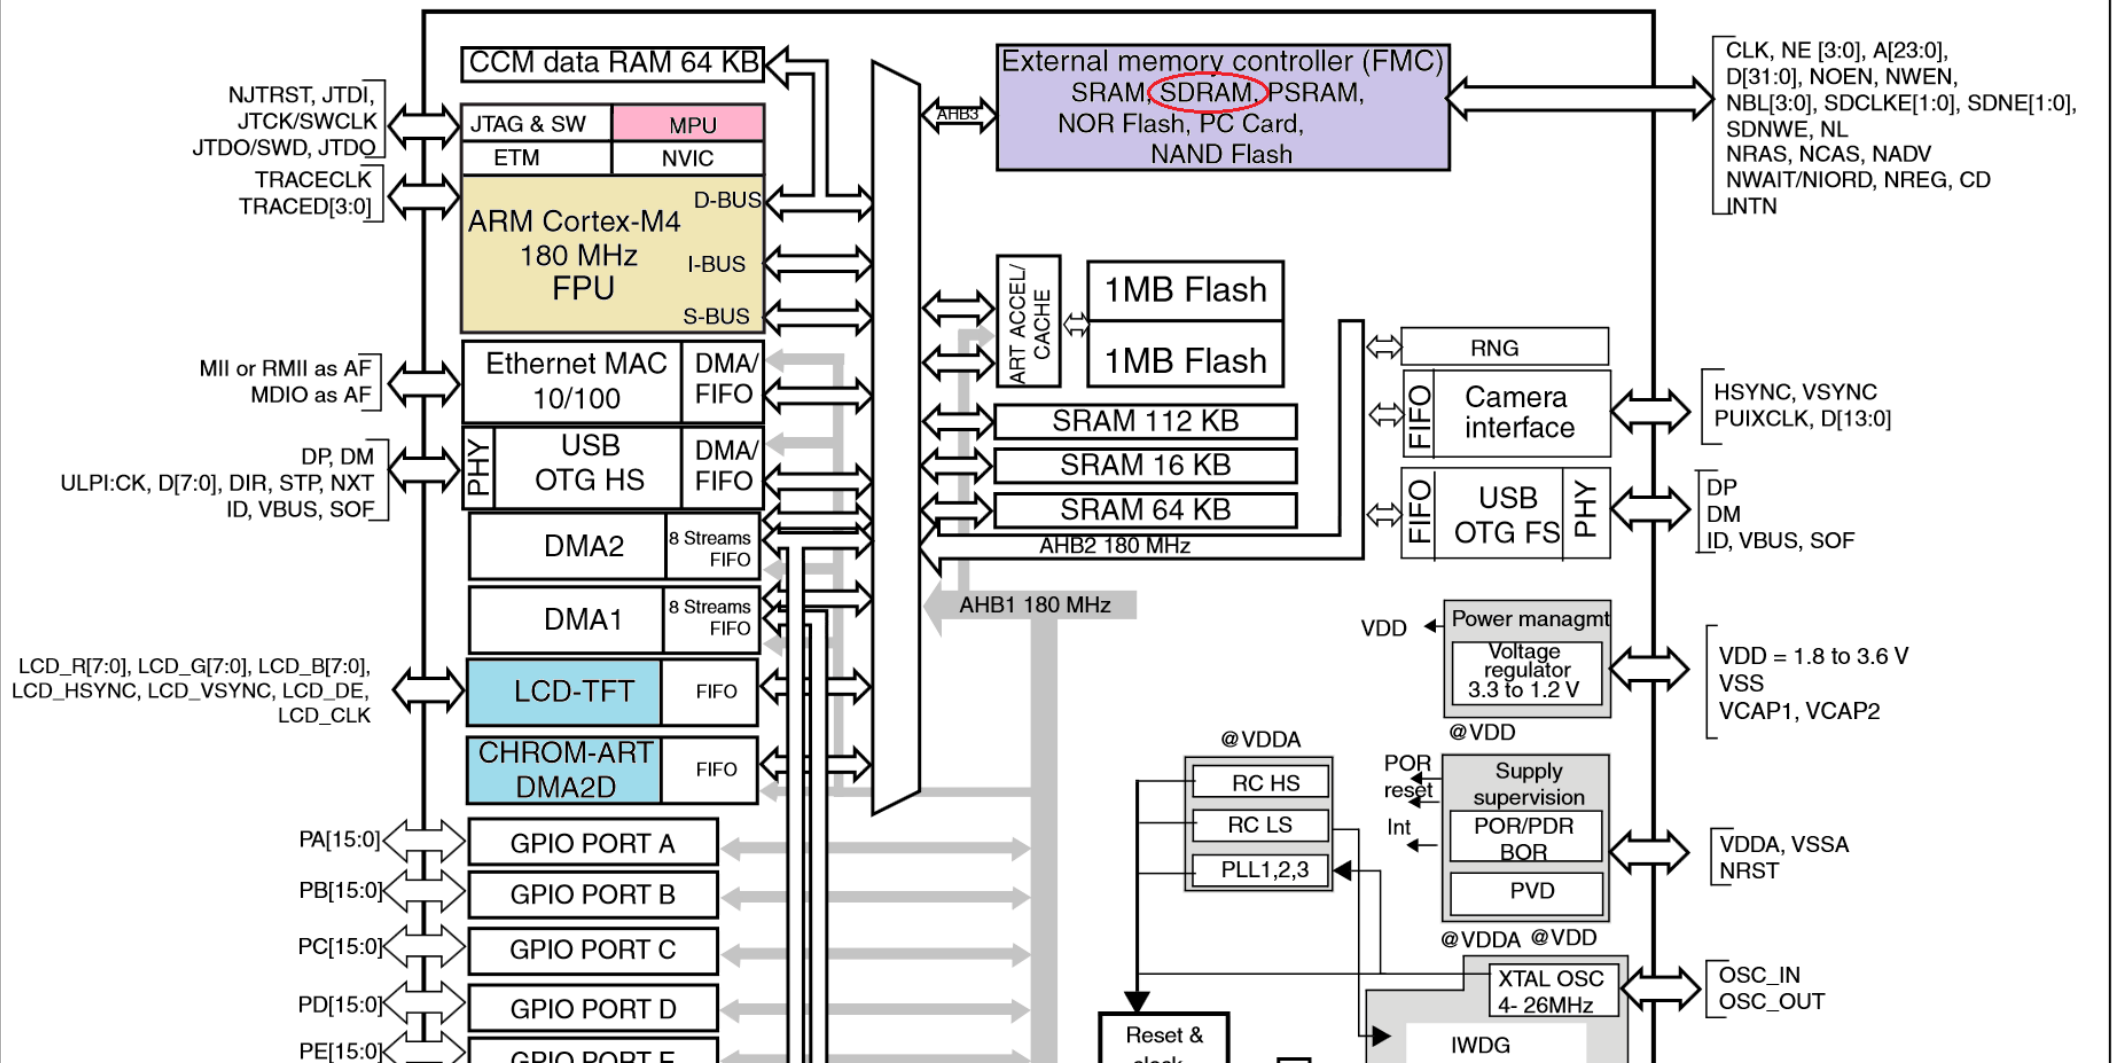 CCM data RAM 64 KB
NJTRST, JTDI,
JTCK/SWCLK
JTDO/SWD, JTDO
TRACECLK
TRACED[3:0]
JTAG & SW
MPU
ETM
NVIC
D-BUS
ARM Cortex-M4
180 MHz
FPU
I-BUS
S-BUS
MII or RMII as AF
MDIO as AF
Ethernet MAC
10/100
DMA/
FIFO
DP, DM
ULPI:CK, D[7:0], DIR, STP, NXT
ID, VBUS, SOF
PHY
USB
OTG HS
DMA/
FIFO
DMA2
8 Streams
FIFO
DMA1
8 Streams
FIFO
LCD_R[7:0], LCD_G[7:0], LCD_B[7:0],
LCD_HSYNC, LCD_VSYNC, LCD_DE,
LCD_CLK
LCD-TFT
FIFO
CHROM-ART
DMA2D
FIFO
PA[15:0]
GPIO PORT A
PB[15:0]
GPIO PORT B
PC[15:0]
GPIO PORT C
PD[15:0]
GPIO PORT D
PE[15:0]
GPIO PORT E
AHB3
External memory controller (FMC)
SRAM, SDRAM, PSRAM,
NOR Flash, PC Card,
NAND Flash
CLK, NE [3:0], A[23:0],
D[31:0], NOEN, NWEN,
NBL[3:0], SDCLKE[1:0], SDNE[1:0],
SDNWE, NL
NRAS, NCAS, NADV
NWAIT/NIORD, NREG, CD
INTN
ART ACCEL/
CACHE
1MB Flash
1MB Flash
SRAM 112 KB
SRAM 16 KB
SRAM 64 KB
AHB2 180 MHz
AHB1 180 MHz
RNG
FIFO
Camera
interface
HSYNC, VSYNC
PUIXCLK, D[13:0]
FIFO
USB
OTG FS
PHY
DP
DM
ID, VBUS, SOF
VDD
Power managmt
Voltage
regulator
3.3 to 1.2 V
VDD = 1.8 to 3.6 V
VSS
VCAP1, VCAP2
@VDD
@VDDA
RC HS
RC LS
PLL1,2,3
POR
reset
Int
Supply
supervision
POR/PDR
BOR
PVD
VDDA, VSSA
NRST
@VDDA @VDD
XTAL OSC
4- 26MHz
OSC_IN
OSC_OUT
IWDG
Reset &
clock